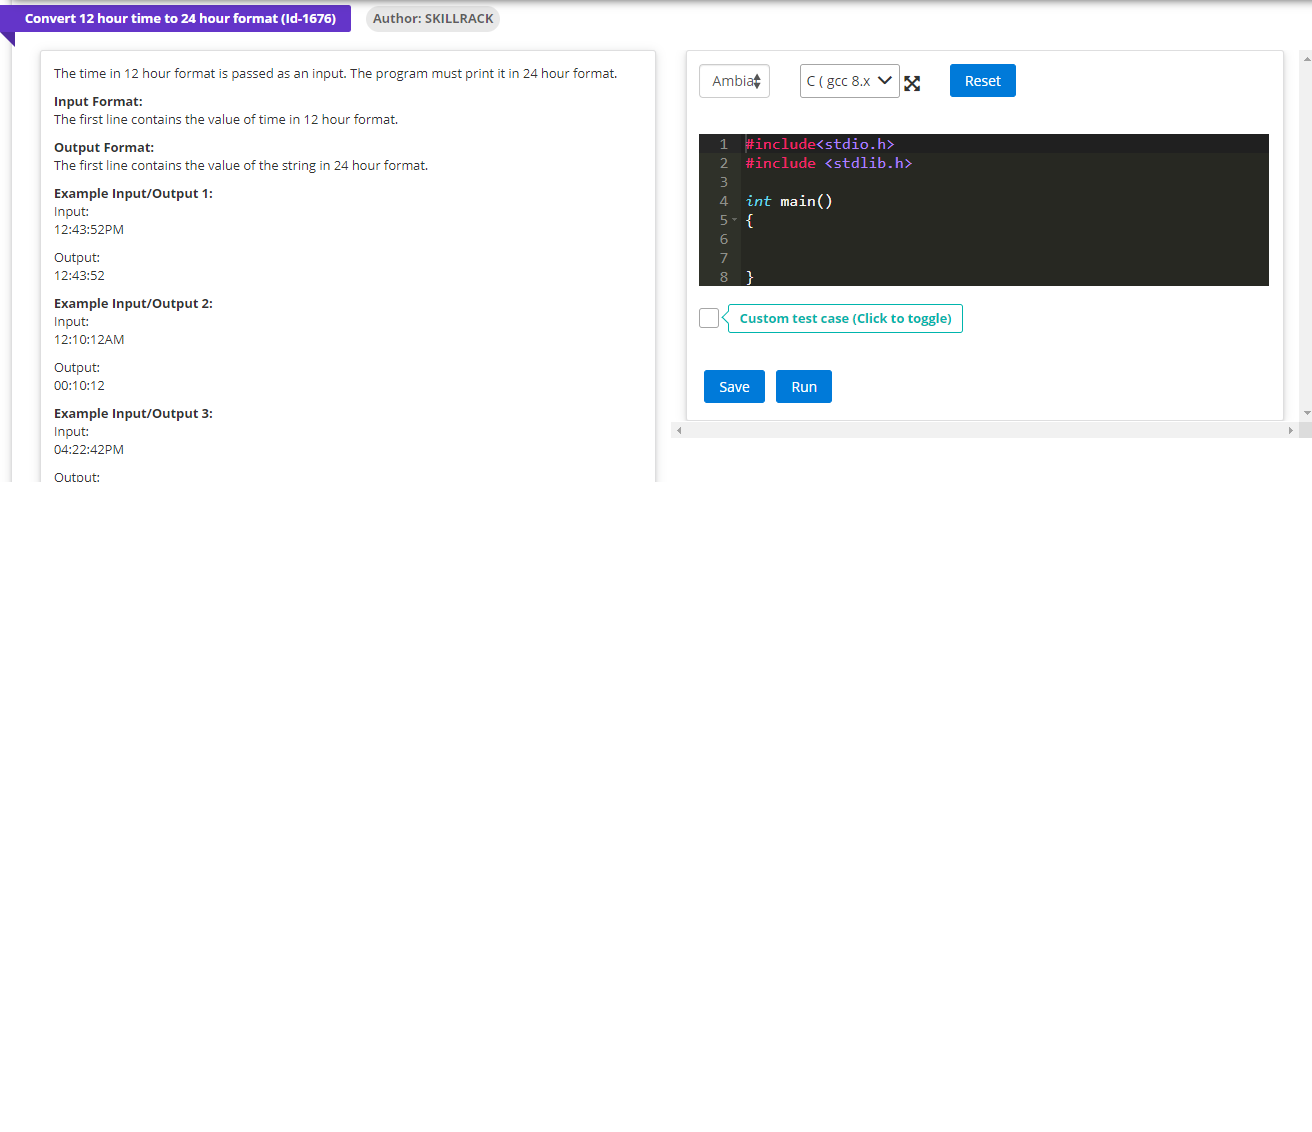 Convert 12 hour time to 24 hour format (Id-1676)
Author: SKILLRACK
The time in 12 hour format is passed as an input. The program must print it in 24 hour format.
Input Format:
The first line contains the value of time in 12 hour format.
Output Format:
The first line contains the value of the string in 24 hour format.
Example Input/Output 1:
Input:
12:43:52PM
Output:
12:43:52
Example Input/Output 2:
Input:
12:10:12AM
Output:
00:10:12
Example Input/Output 3:
Input:
04:22:42PM
Output:
Ambia
C ( gcc 8.x
Reset
1 #include<stdio.h>
2 #include <stdlib.h>
3
4 int main()
5 {
6
7
8 }
Custom test case (Click to toggle)
Save
Run